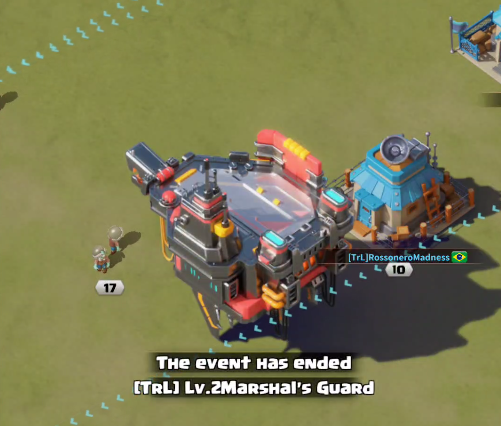 [TrL]RossoneroMadness
10
17
The event has ended
[TrL] Lv.2Marshal's Guard